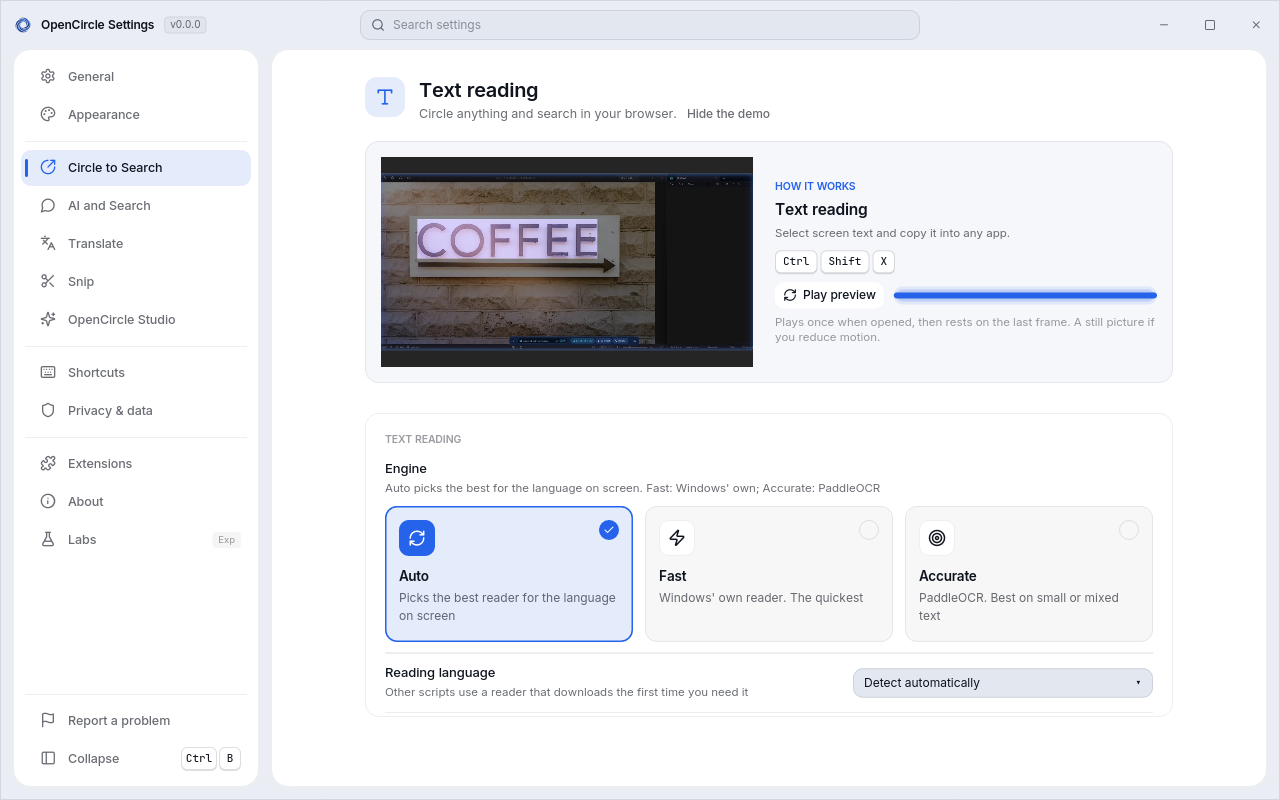 OpenCircle Settings
v0.0.0
Search settings
General
Appearance
Circle to Search
AI and Search
Translate
Snip
OpenCircle Studio
Shortcuts
Privacy & data
Extensions
About
Labs
Exp
Report a problem
Collapse
Ctrl
B
Text reading
Circle anything and search in your browser. Hide the demo
COFFEE
HOW IT WORKS
Text reading
Select screen text and copy it into any app.
Ctrl
Shift
X
Play preview
Plays once when opened, then rests on the last frame. A still picture if
you reduce motion.
TEXT READING
Engine
Auto picks the best for the language on screen. Fast: Windows' own; Accurate: PaddleOCR
Auto
Picks the best reader for the language
on screen
Fast
Windows' own reader. The quickest
Accurate
PaddleOCR. Best on small or mixed
text
Reading language
Other scripts use a reader that downloads the first time you need it
Detect automatically